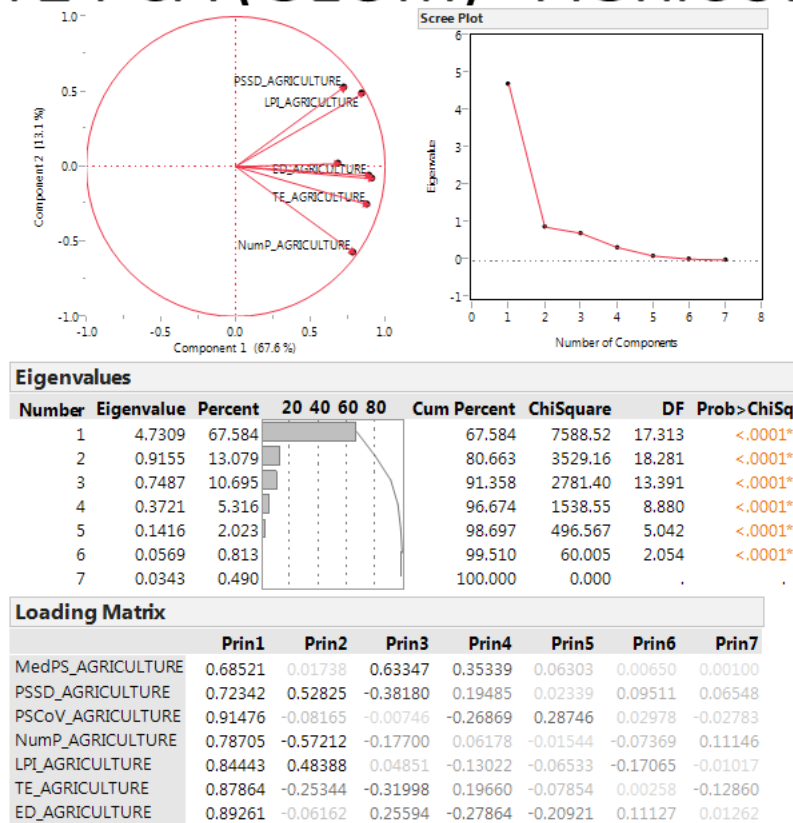 Scree Plot
1.0
0.5
0.0
-0.5
-1.0
Component 2 (13.1 %)
PSSD_AGRICULTURE
LPI_AGRICULTURE
ED_AGRICULTURE
TE_AGRICULTURE
NumP_AGRICULTURE
-1.0 -0.5 0.0 0.5 1.0
Component 1 (67.6 %)
6
5
4
3
2
1
0
-1
Eigenvalue
0 1 2 3 4 5 6 7 8
Number of Components
Eigenvalues
Number Eigenvalue Percent 20 40 60 80 Cum Percent ChiSquare DF Prob>ChiSq
1 4.7309 67.584 67.584 7588.52 17.313 <.0001*
2 0.9155 13.079 80.663 3529.16 18.281 <.0001*
3 0.7487 10.695 91.358 2781.40 13.391 <.0001*
4 0.3721 5.316 96.674 1538.55 8.880 <.0001*
5 0.1416 2.023 98.697 496.567 5.042 <.0001*
6 0.0569 0.813 99.510 60.005 2.054 <.0001*
7 0.0343 0.490 100.000 0.000 . .
Loading Matrix
Prin1 Prin2 Prin3 Prin4 Prin5 Prin6 Prin7
MedPS_AGRICULTURE 0.68521 0.01738 0.63347 0.35339 0.06303 0.00650 0.00100
PSSD_AGRICULTURE 0.72342 0.52825 -0.38180 0.19485 0.02339 0.09511 0.06548
PSCoV_AGRICULTURE 0.91476 -0.08165 -0.00746 -0.26869 0.28746 0.02978 -0.02783
NumP_AGRICULTURE 0.78705 -0.57212 -0.17700 0.06178 -0.01544 -0.07369 0.11146
LPI_AGRICULTURE 0.84443 0.48388 0.04851 -0.13022 -0.06533 -0.17065 -0.01017
TE_AGRICULTURE 0.87864 -0.25344 -0.31998 0.19660 -0.07854 0.00258 -0.12860
ED_AGRICULTURE 0.89261 -0.06162 0.25594 -0.27864 -0.20921 0.11127 0.01262